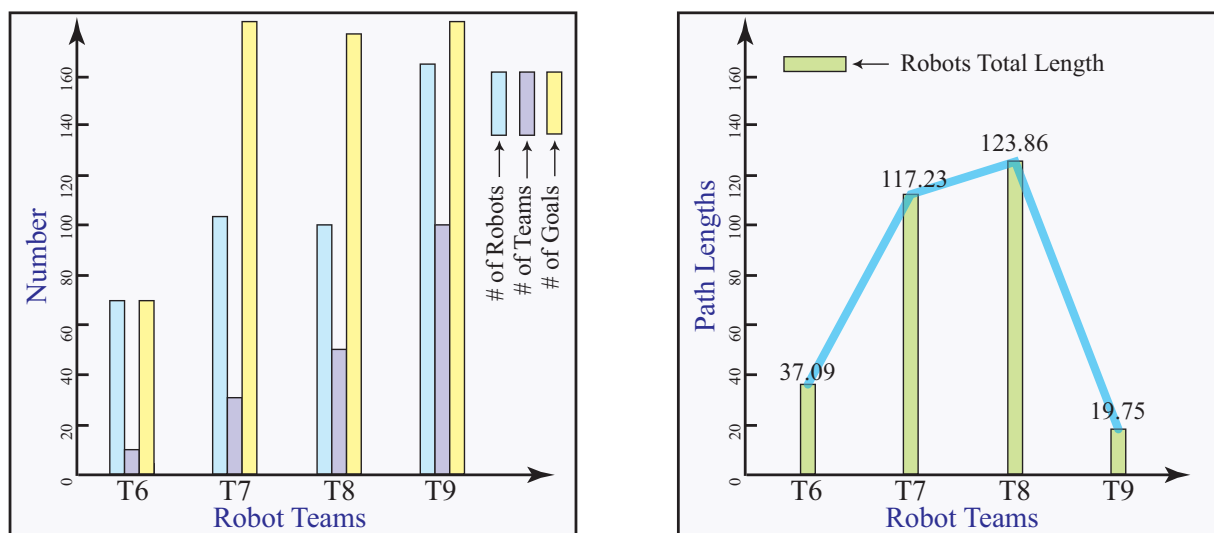 160
140
120
100
80
60
40
20
0
Number
# of Robots
# of Teams
# of Goals
T6 T7 T8 T9
Robot Teams
160
140
120
100
80
60
40
20
0
Path Lengths
Robots Total Length
37.09
117.23
123.86
19.75
T6 T7 T8 T9
Robot Teams